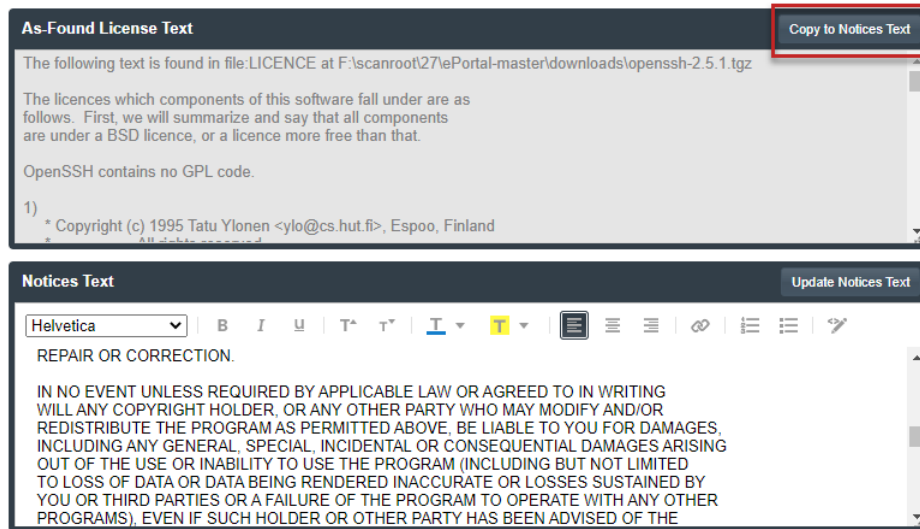 As-Found License Text
Copy to Notices Text
The following text is found in file:LICENCE at F:\scanroot\27\ePortal-master\downloads\openssh-2.5.1.tgz
The licences which components of this software fall under are as
follows.  First, we will summarize and say that all components
are under a BSD licence, or a licence more free than that.
OpenSSH contains no GPL code.
1)
* Copyright (c) 1995 Tatu Ylonen <ylo@cs.hut.fi>, Espoo, Finland
Notices Text
Update Notices Text
Helvetica
B I U T T T T
REPAIR OR CORRECTION.
IN NO EVENT UNLESS REQUIRED BY APPLICABLE LAW OR AGREED TO IN WRITING
WILL ANY COPYRIGHT HOLDER, OR ANY OTHER PARTY WHO MAY MODIFY AND/OR
REDISTRIBUTE THE PROGRAM AS PERMITTED ABOVE, BE LIABLE TO YOU FOR DAMAGES,
INCLUDING ANY GENERAL, SPECIAL, INCIDENTAL OR CONSEQUENTIAL DAMAGES ARISING
OUT OF THE USE OR INABILITY TO USE THE PROGRAM (INCLUDING BUT NOT LIMITED
TO LOSS OF DATA OR DATA BEING RENDERED INACCURATE OR LOSSES SUSTAINED BY
YOU OR THIRD PARTIES OR A FAILURE OF THE PROGRAM TO OPERATE WITH ANY OTHER
PROGRAMS), EVEN IF SUCH HOLDER OR OTHER PARTY HAS BEEN ADVISED OF THE